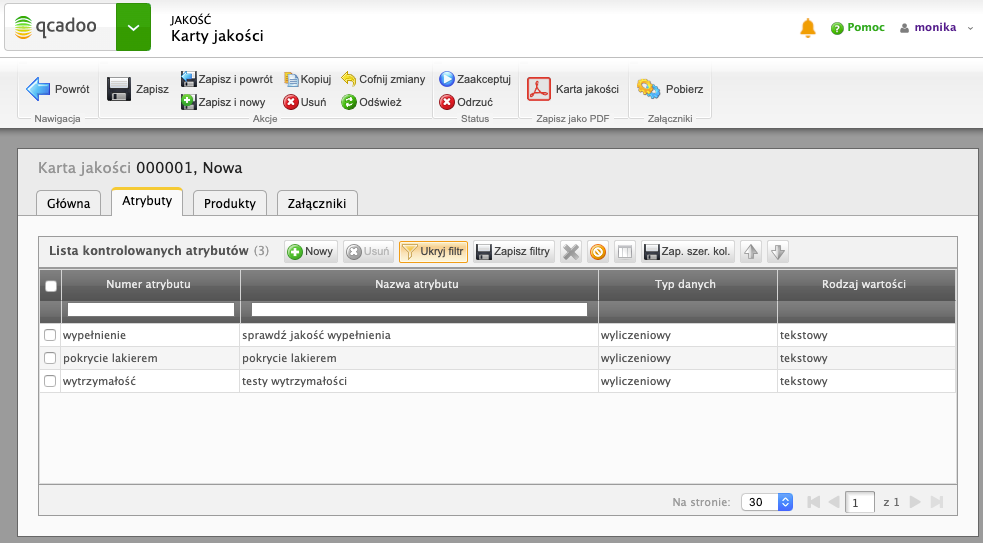 qcadoo
JAKOŚĆ
Karty jakości
Pomoc
monika
Powrót
Nawigacja
Zapisz
Zapisz i powrót
Kopiuj
Cofnij zmiany
Zapisz i nowy
Usuń
Odśwież
Akcje
Zaakceptuj
Odrzuć
Status
Karta jakości
Zapisz jako PDF
Pobierz
Załączniki
Karta jakości 000001, Nowa
Główna
Atrybuty
Produkty
Załączniki
Lista kontrolowanych atrybutów (3)
Nowy
Usuń
Ukryj filtr
Zapisz filtry
Zap. szer. kol.
Numer atrybutu Nazwa atrybutu Typ danych Rodzaj wartości
wypełnienie sprawdź jakość wypełnienia wyliczeniowy tekstowy
pokrycie lakierem pokrycie lakierem wyliczeniowy tekstowy
wytrzymałość testy wytrzymałości wyliczeniowy tekstowy
Na stronie: 30 1 z 1